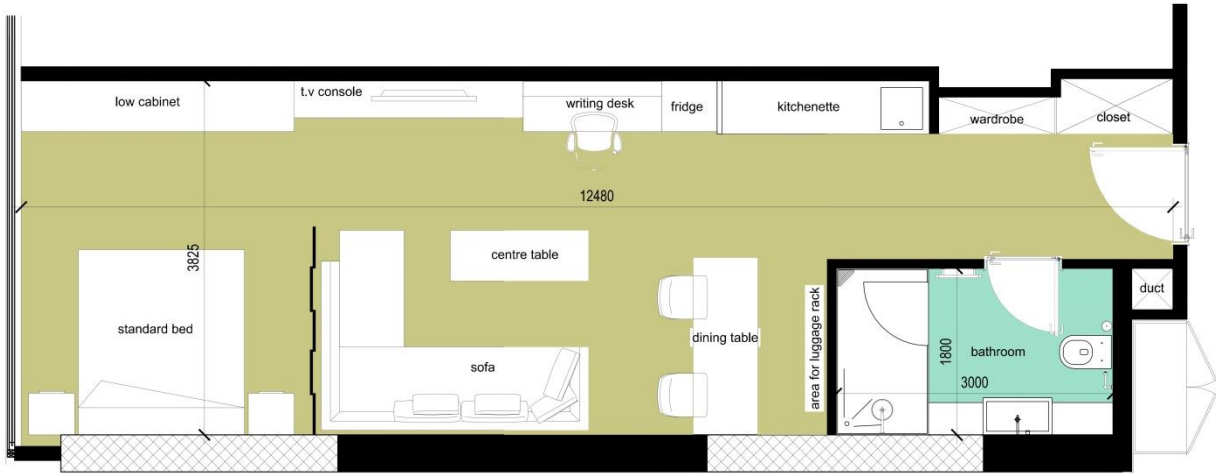 low cabinet
t.v console
writing desk
fridge
kitchenette
wardrobe
closet
12480
3825
centre table
standard bed
sofa
dining table
area for luggage rack
1800
bathroom
3000
duct